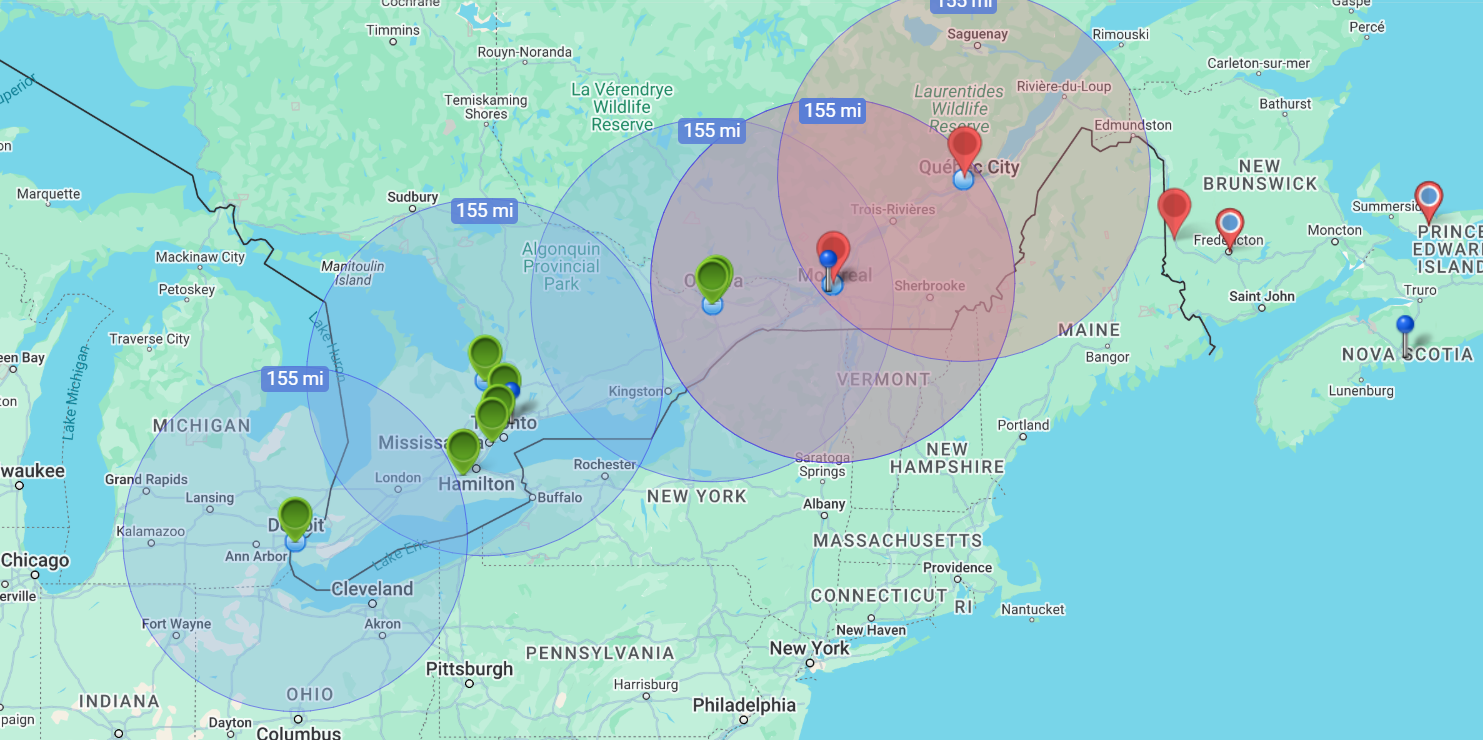 Cochrane
155 mi
Gaspé
Timmins
Saguenay
Rimouski
Percé
Rouyn-Noranda
Carleton-sur-mer
La Vérendrye
Wildlife
Reserve
Laurentides
Wildlife
Reserve
Rivière-du-Loup
Temiskaming
Shores
155 mi
155 mi
Bathurst
Edmundston
Québec City
NEW
BRUNSWICK
Marquette
Sudbury
155 mi
Trois-Rivières
Summerside
Mackinaw City
Manitoulin
Island
Algonquin
Provincial
Park
Fredericton
Moncton
PRINCE
EDWARD
ISLAND
Petoskey
Ottawa
Montreal
Sherbrooke
Truro
Saint John
Lake Huron
Traverse City
MAINE
Bangor
NOVA SCOTIA
Lake Michigan
155 mi
Kingston
VERMONT
Lunenburg
MICHIGAN
Toronto
Mississauga
Portland
Saratoga
Springs
NEW
HAMPSHIRE
Rochester
Grand Rapids
London
Hamilton
Lansing
Buffalo
NEW YORK
Albany
Detroit
Kalamazoo
Ann Arbor
MASSACHUSETTS
Lake Erie
Chicago
Cleveland
Providence
CONNECTICUT
RI
Nantucket
Fort Wayne
Akron
New Haven
PENNSYLVANIA
New York
Pittsburgh
Harrisburg
INDIANA
OHIO
Philadelphia
Dayton
Columbus